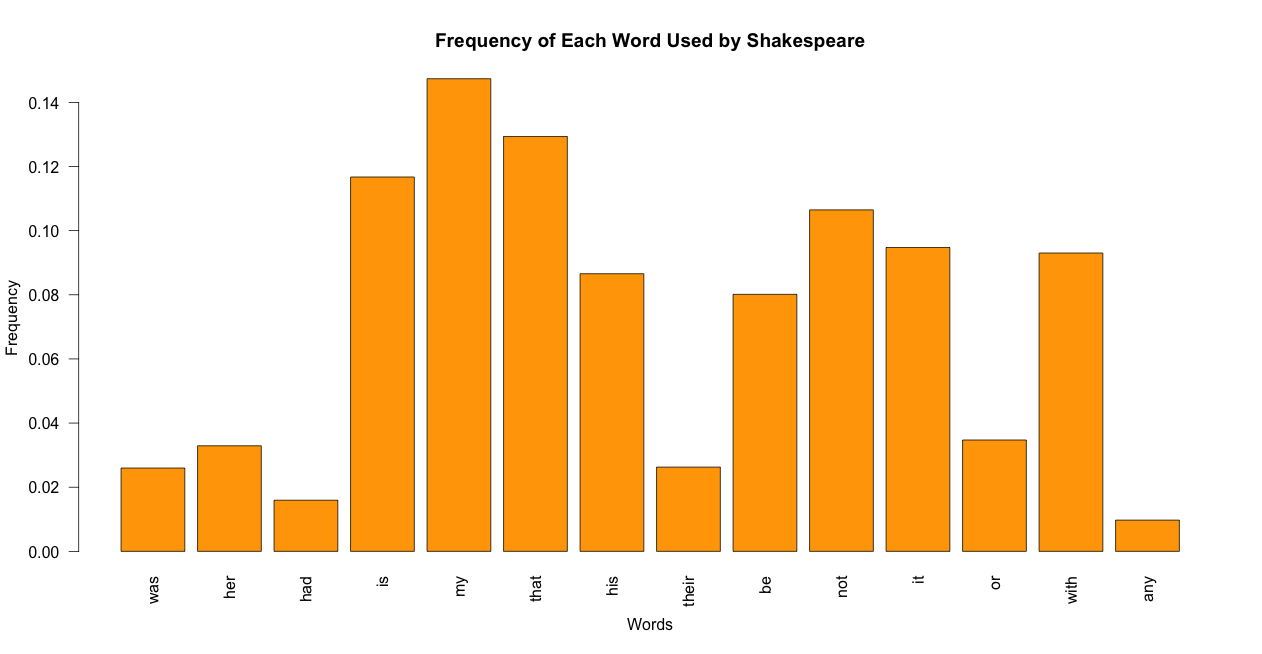 Frequency of Each Word Used by Shakespeare
0.14
0.12
0.10
0.08
0.06
0.04
0.02
0.00
Frequency
was her had is my that his their be not it or with any
Words